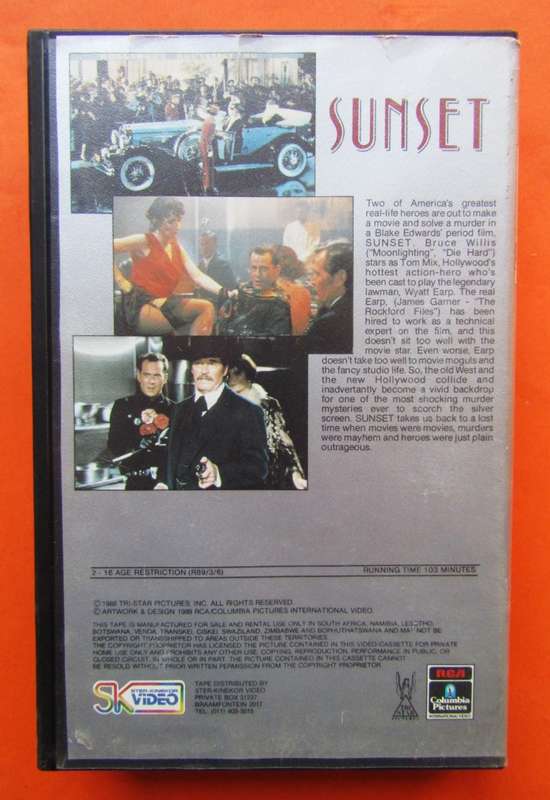 SUNSET
Two of America's greatest
real-life heroes are out to make
a movie and solve a murder in
a Blake Edwards' period film,
SUNSET. Bruce Willis
("Moonlighting", "Die Hard")
stars as Tom Mix, Hollywood's
hottest action-hero who's
been cast to play the legendary
lawman, Wyatt Earp. The real
Earp, (James Garner - "The
Rockford Files") has been
hired to work as a technical
expert on the film, and this
doesn't sit too well with the
movie star. Even worse, Earp
doesn't take too well to movie moguls and
the fancy studio life. So, the old West and
the new Hollywood collide and
inadvertantly become a vivid backdrop
for one of the most shocking murder
mysteries ever to scorch the silver
screen. SUNSET takes us back to a lost
time when movies were movies, murders
were mayhem and heroes were just plain
outrageous.
2 - 16 AGE RESTRICTION (R89/3/6) RUNNING TIME 103 MINUTES
© 1988 TRI-STAR PICTURES, INC. ALL RIGHTS RESERVED.
© ARTWORK & DESIGN 1989 RCA/COLUMBIA PICTURES INTERNATIONAL VIDEO.
THIS TAPE IS MANUFACTURED FOR SALE AND RENTAL USE ONLY IN SOUTH AFRICA, NAMIBIA, LESOTHO,
BOTSWANA, VENDA, TRANSKEI, CISKEI, SWAZILAND, ZIMBABWE AND BOPHUTHATSWANA AND MAY NOT BE
EXPORTED OR TRANSHIPPED TO AREAS OUTSIDE THESE TERRITORIES.
THE COPYRIGHT PROPRIETOR HAS LICENSED THE PICTURE CONTAINED IN THIS VIDEO CASSETTE FOR PRIVATE
HOME USE ONLY AND PROHIBITS ANY OTHER USE, COPYING, REPRODUCTION, PERFORMANCE IN PUBLIC, OR
CLOSED CIRCUIT, IN WHOLE OR IN PART. THE PICTURE CONTAINED IN THIS CASSETTE CANNOT
BE RESOLD WITHOUT PRIOR WRITTEN PERMISSION FROM THE COPYRIGHT PROPRIETOR.
SK STER-KINEKOR VIDEO
TAPE DISTRIBUTED BY
STER-KINEKOR VIDEO
PRIVATE BOX 31227
BRAAMFONTEIN 2017
TEL. (011)
TRI STAR
PICTURES
RCA
Columbia
Pictures
INTERNATIONAL VIDEO